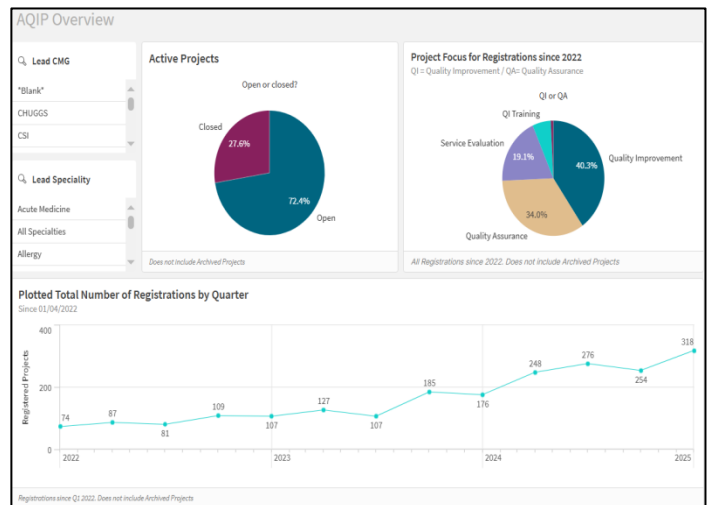 AQIP Overview
Lead CMG
*Blank*
CHUGGS
CSI
Lead Speciality
Acute Medicine
All Specialties
Allergy
Active Projects
Open or closed?
Closed
27.6%
72.4%
Open
Does not include Archived Projects
Project Focus for Registrations since 2022
QI = Quality Improvement / QA= Quality Assurance
QI or QA
QI Training
Service Evaluation
19.1%
40.3%
Quality Improvement
34.0%
Quality Assurance
All Registrations since 2022. Does not include Archived Projects
Plotted Total Number of Registrations by Quarter
Since 01/04/2022
Registered Projects
400
200
0
74
87
81
109
107
127
107
185
176
248
276
254
318
2022
2023
2024
2025
Registrations since Q1 2022. Does not include Archived Projects